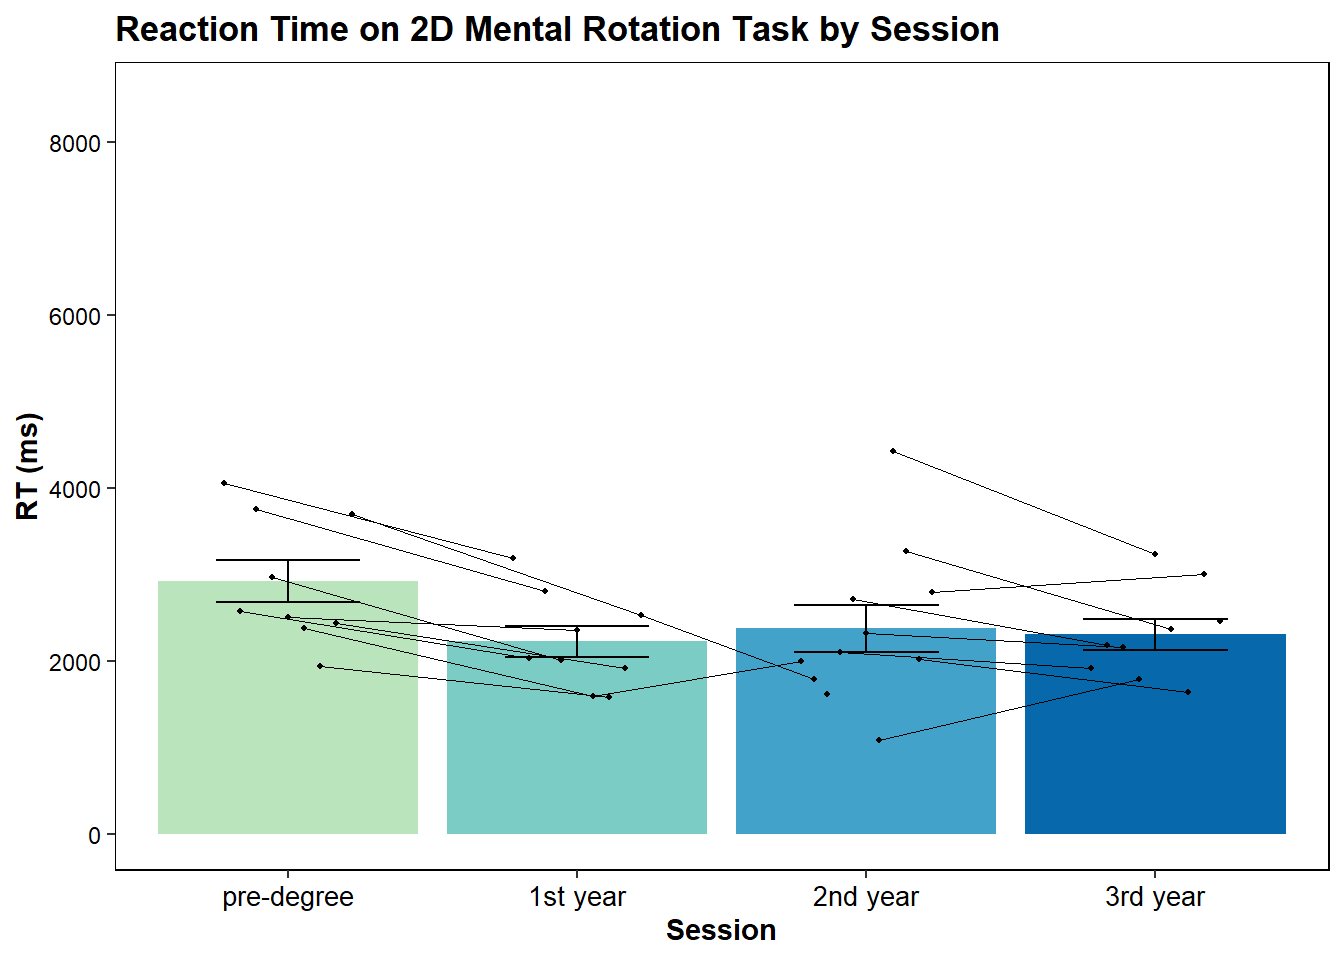 Reaction Time on 2D Mental Rotation Task by Session
8000
6000
4000
2000
0
RT (ms)
pre-degree 1st year 2nd year 3rd year
Session